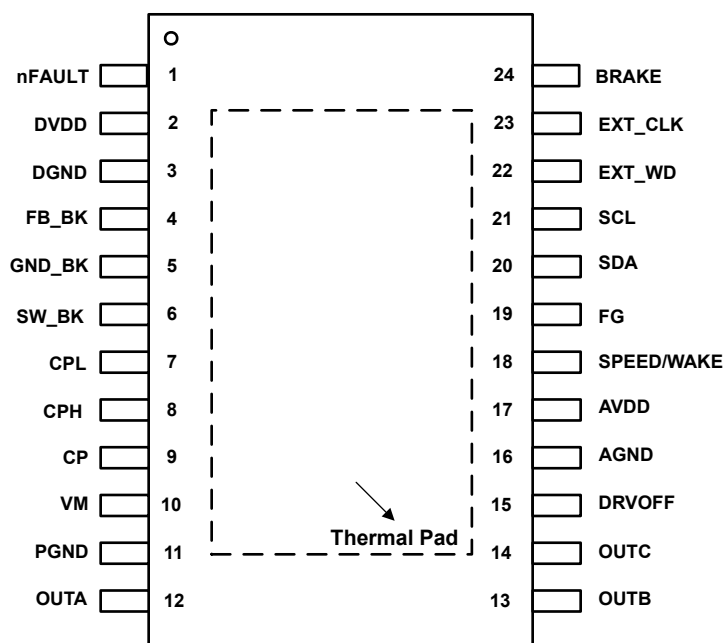 nFAULT 1 24 BRAKE
DVDD 2 23 EXT_CLK
DGND 3 22 EXT_WD
FB_BK 4 21 SCL
GND_BK 5 20 SDA
SW_BK 6 19 FG
CPL 7 18 SPEED/WAKE
CPH 8 17 AVDD
CP 9 16 AGND
VM 10 15 DRVOFF
Thermal Pad
PGND 11 14 OUTC
OUTA 12 13 OUTB